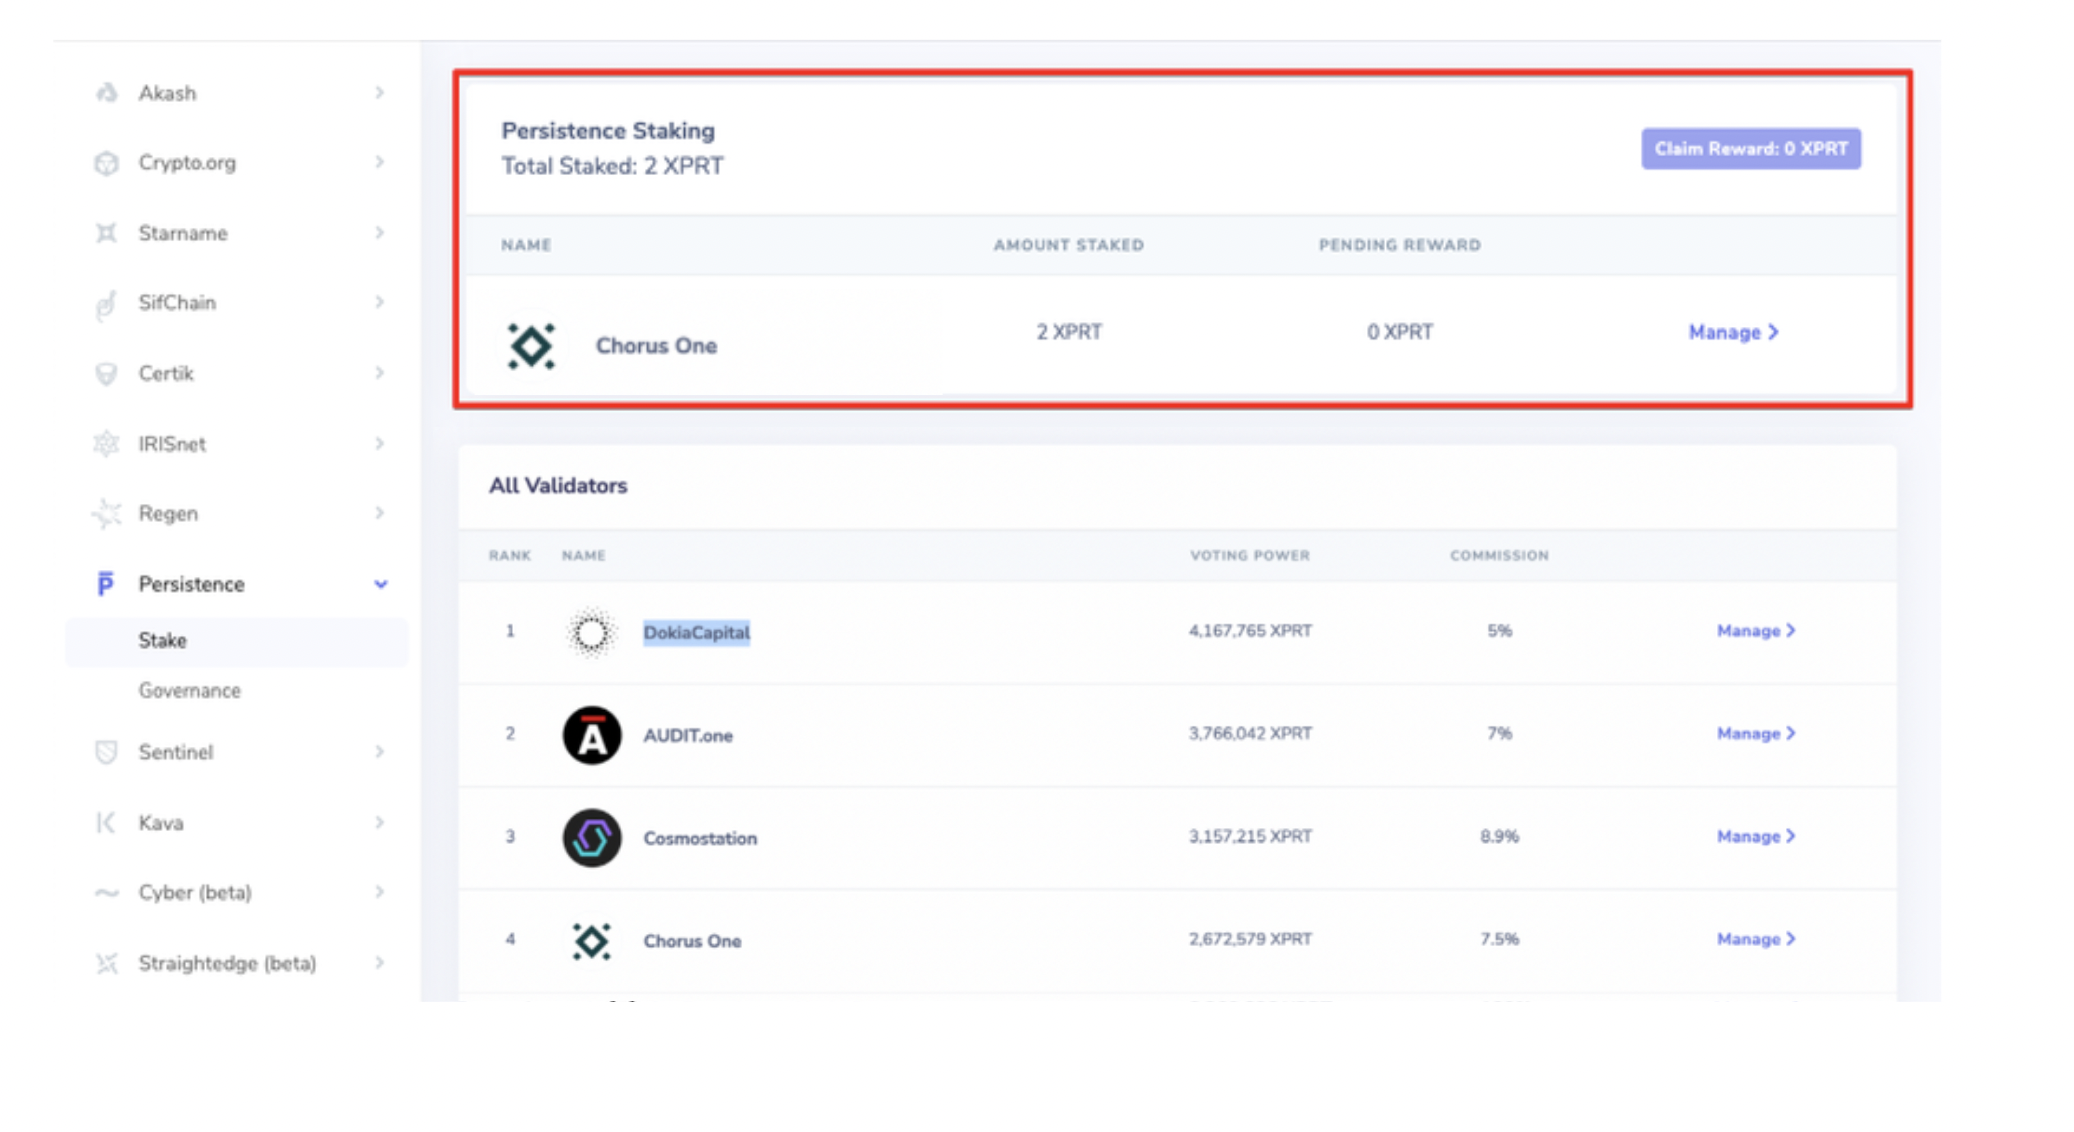 Akash
Crypto.org
Starname
SifChain
Certik
IRISnet
Regen
Persistence
Stake
Governance
Sentinel
Kava
Cyber (beta)
Straightedge (beta)
Persistence Staking
Total Staked: 2 XPRT
Claim Reward: 0 XPRT
NAME AMOUNT STAKED PENDING REWARD
Chorus One 2 XPRT 0 XPRT Manage
All Validators
RANK NAME VOTING POWER COMMISSION
1 DokiaCapital 4,167,765 XPRT 5% Manage
2 AUDIT.one 3,766,042 XPRT 7% Manage
3 Cosmostation 3,157,215 XPRT 8.9% Manage
4 Chorus One 2,672,579 XPRT 7.5% Manage